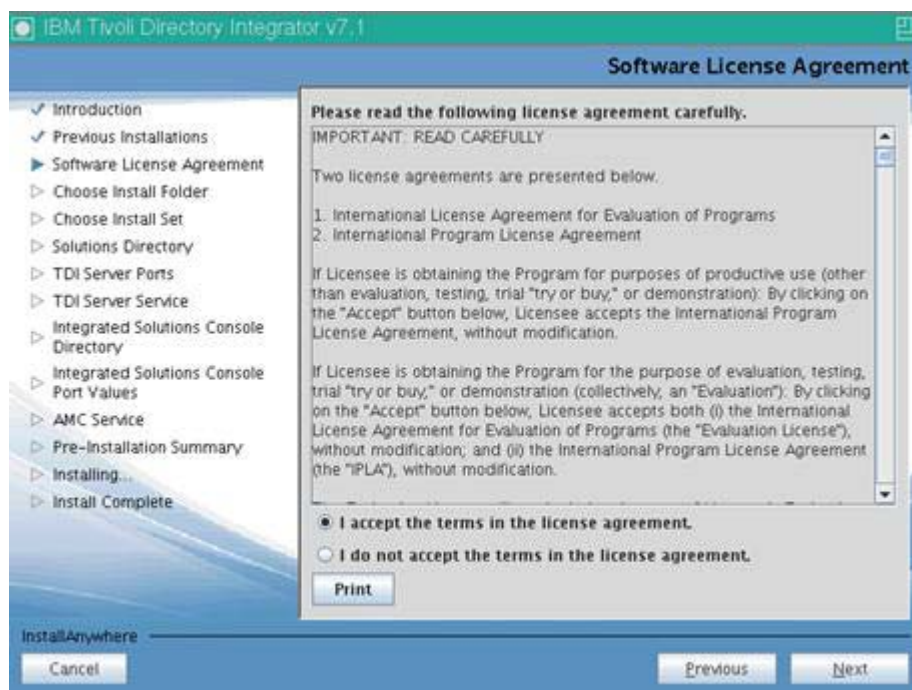 IBM Tivoli Directory Integrator v7.1
Software License Agreement
Introduction
Previous Installations
Software License Agreement
Choose Install Folder
Choose Install Set
Solutions Directory
TDI Server Ports
TDI Server Service
Integrated Solutions Console
Directory
Integrated Solutions Console
Port Values
AMC Service
Pre-Installation Summary
Installing...
Install Complete
Please read the following license agreement carefully.
IMPORTANT: READ CAREFULLY
Two license agreements are presented below.
1. International License Agreement for Evaluation of Programs
2. International Program License Agreement
If Licensee is obtaining the Program for purposes of productive use (other
than evaluation, testing, trial "try or buy," or demonstration): By clicking on
the "Accept" button below, Licensee accepts the International Program
License Agreement, without modification.
If Licensee is obtaining the Program for the purpose of evaluation, testing,
trial "try or buy," or demonstration (collectively, an "Evaluation"): By clicking
on the "Accept" button below, Licensee accepts both (i) the International
License Agreement for Evaluation of Programs (the "Evaluation License"),
without modification; and (ii) the International Program License Agreement
(the "IPLA"), without modification.
I accept the terms in the license agreement.
I do not accept the terms in the license agreement.
Print
InstallAnywhere
Cancel
Previous
Next